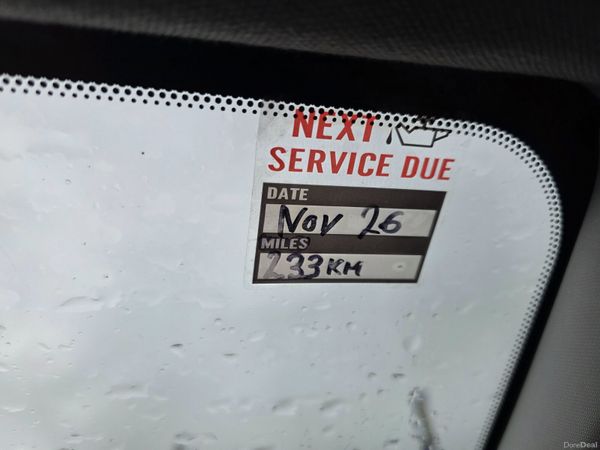 NEXT
SERVICE DUE
DATE
Nov 26
MILES
233KM
DoneDeal